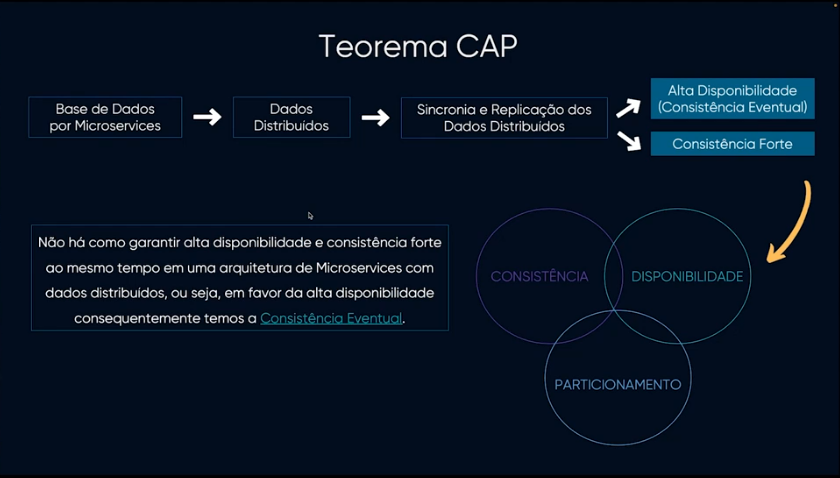 Teorema CAP
Base de Dados
por Microservices
Dados
Distribuídos
Sincronia e Replicação dos
Dados Distribuídos
Alta Disponibilidade
(Consistência Eventual)
Consistência Forte
Não há como garantir alta disponibilidade e consistência forte
ao mesmo tempo em uma arquitetura de Microservices com
dados distribuídos, ou seja, em favor da alta disponibilidade
consequentemente temos a Consistência Eventual.
CONSISTÊNCIA
DISPONIBILIDADE
PARTICIONAMENTO